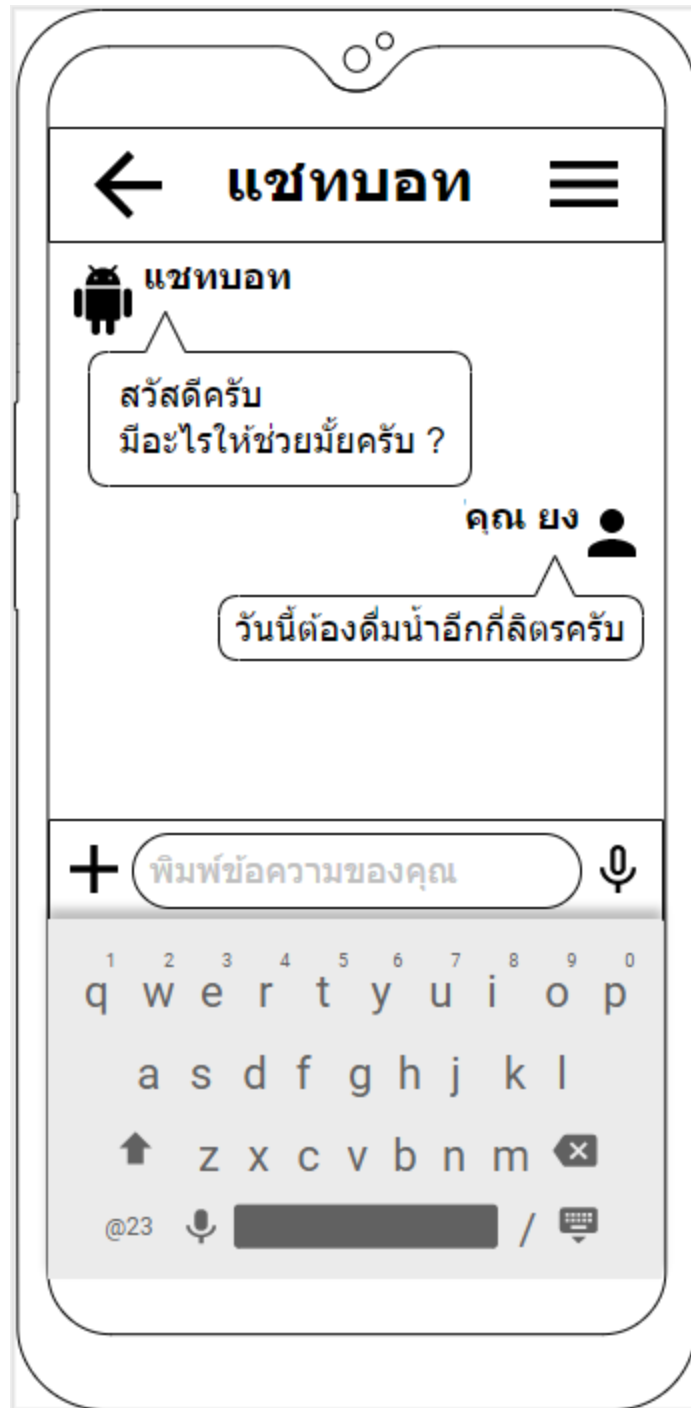 แชทบอท
แชทบอท
สวัสดีครับ
มีอะไรให้ช่วยมั้ยครับ ?
คุณ ยง
วันนี้ต้องดื่มน้ำอีกกี่ลิตรครับ
พิมพ์ข้อความของคุณ
1 2 3 4 5 6 7 8 9 0
q w e r t y u i o p
a s d f g h j k l
z x c v b n m
@23 /